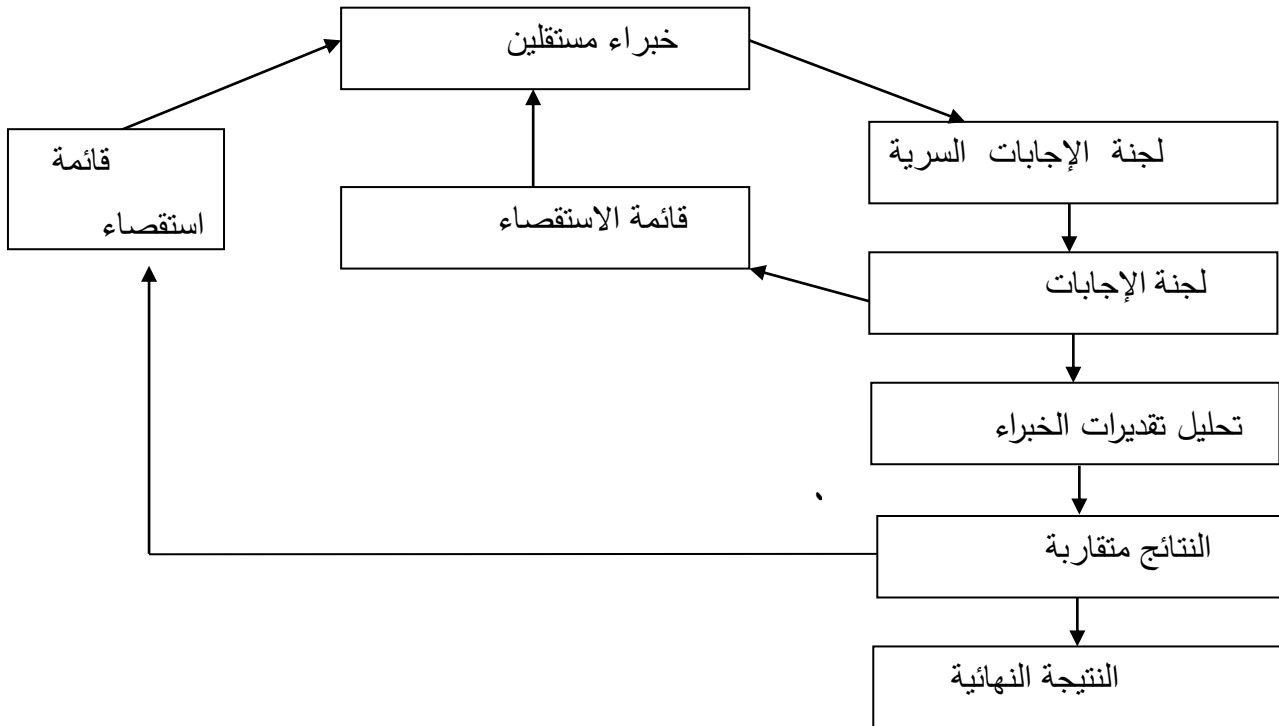 خبراء مستقلين
لجنة الإجابات السرية
قائمة
استقصاء
قائمة الاستقصاء
لجنة الإجابات
تحليل تقديرات الخبراء
النتائج متقاربة
النتيجة النهائية